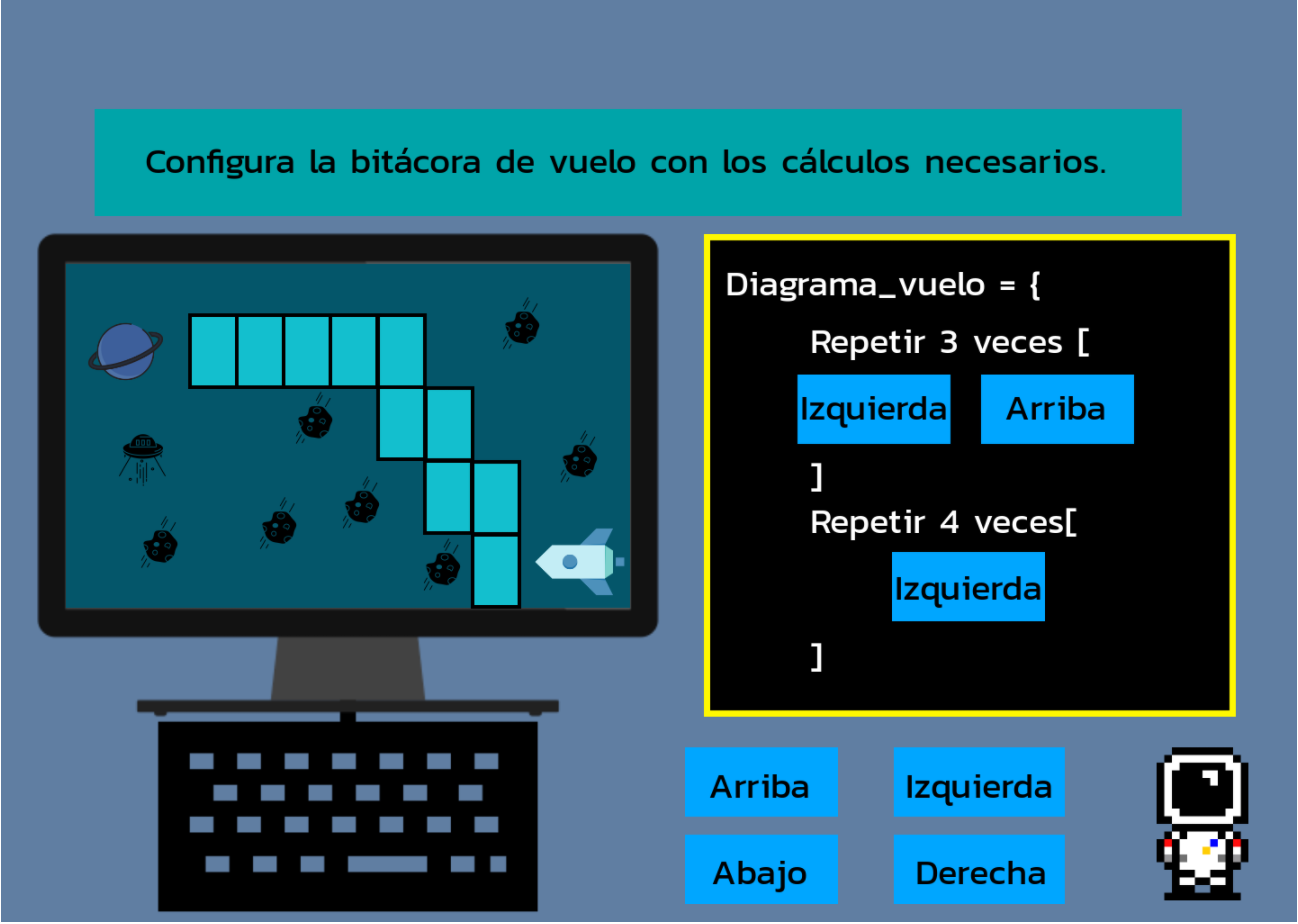 Configura la bitácora de vuelo con los cálculos necesarios.
Diagrama_vuelo = {
Repetir 3 veces [
Izquierda Arriba
]
Repetir 4 veces[
Izquierda
]
Arriba Izquierda
Abajo Derecha